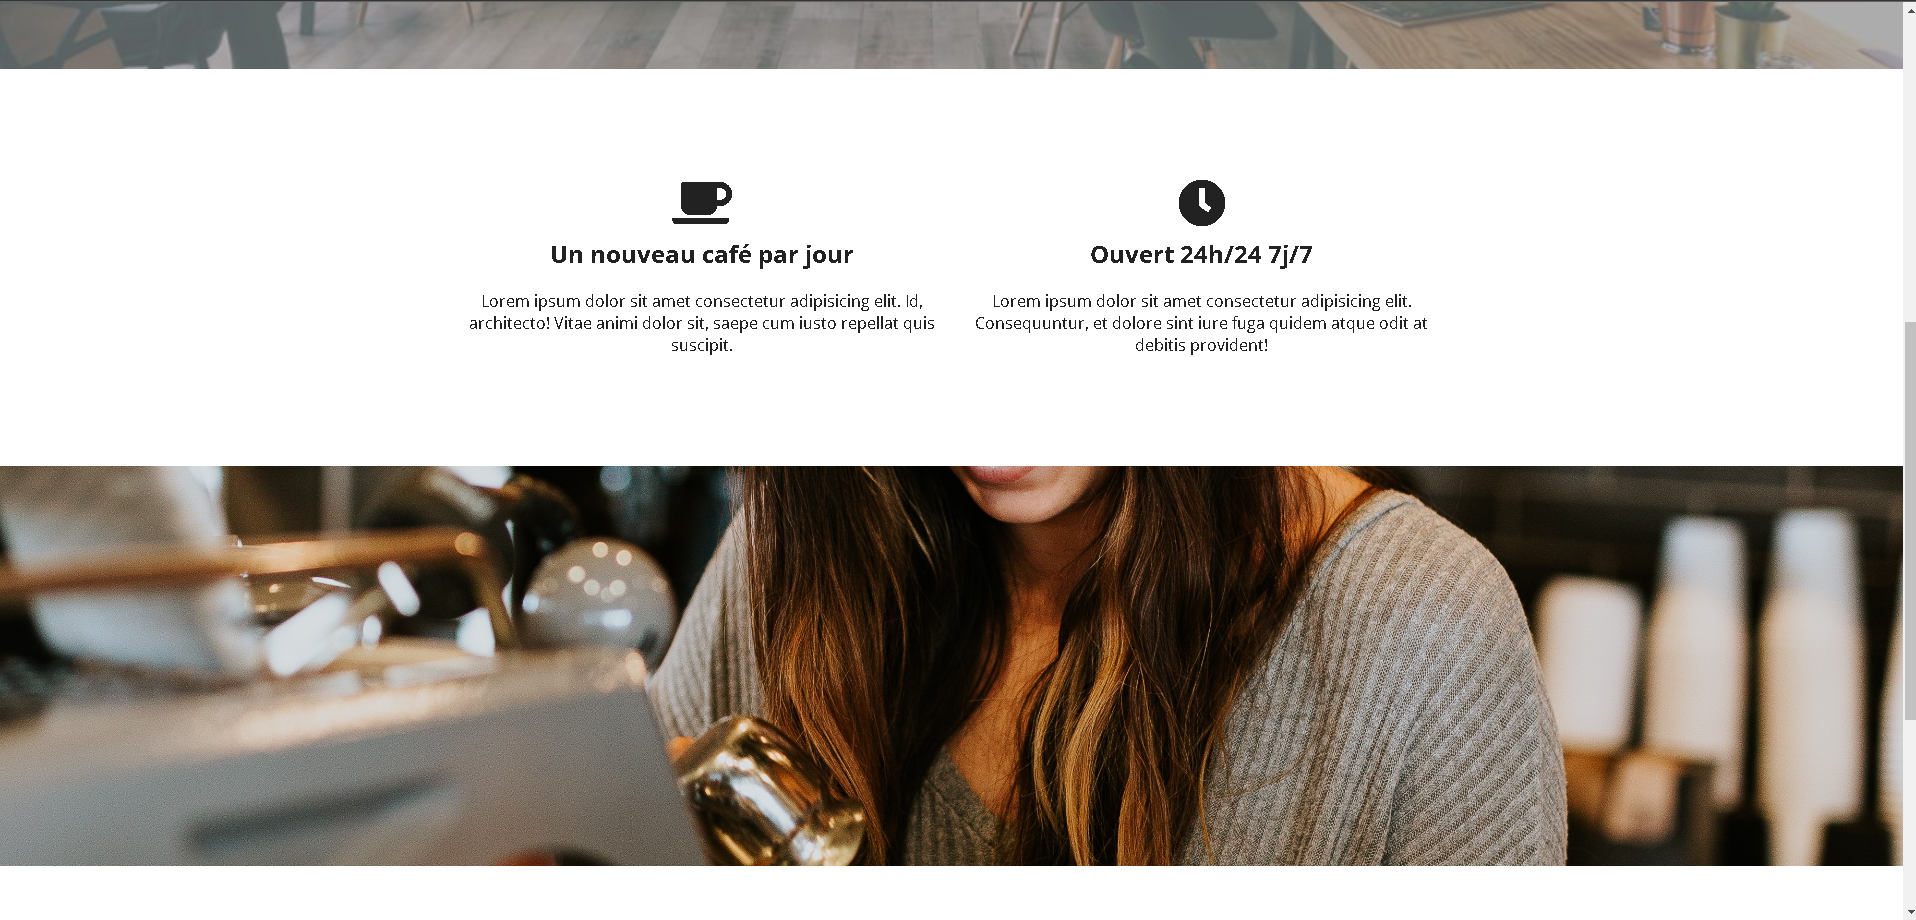 Un nouveau café par jour
Lorem ipsum dolor sit amet consectetur adipisicing elit. Id,
architecto! Vitae animi dolor sit, saepe cum iusto repellat quis
suscipit.
Ouvert 24h/24 7j/7
Lorem ipsum dolor sit amet consectetur adipisicing elit.
Consequuntur, et dolore sint iure fuga quidem atque odit at
debitis provident!